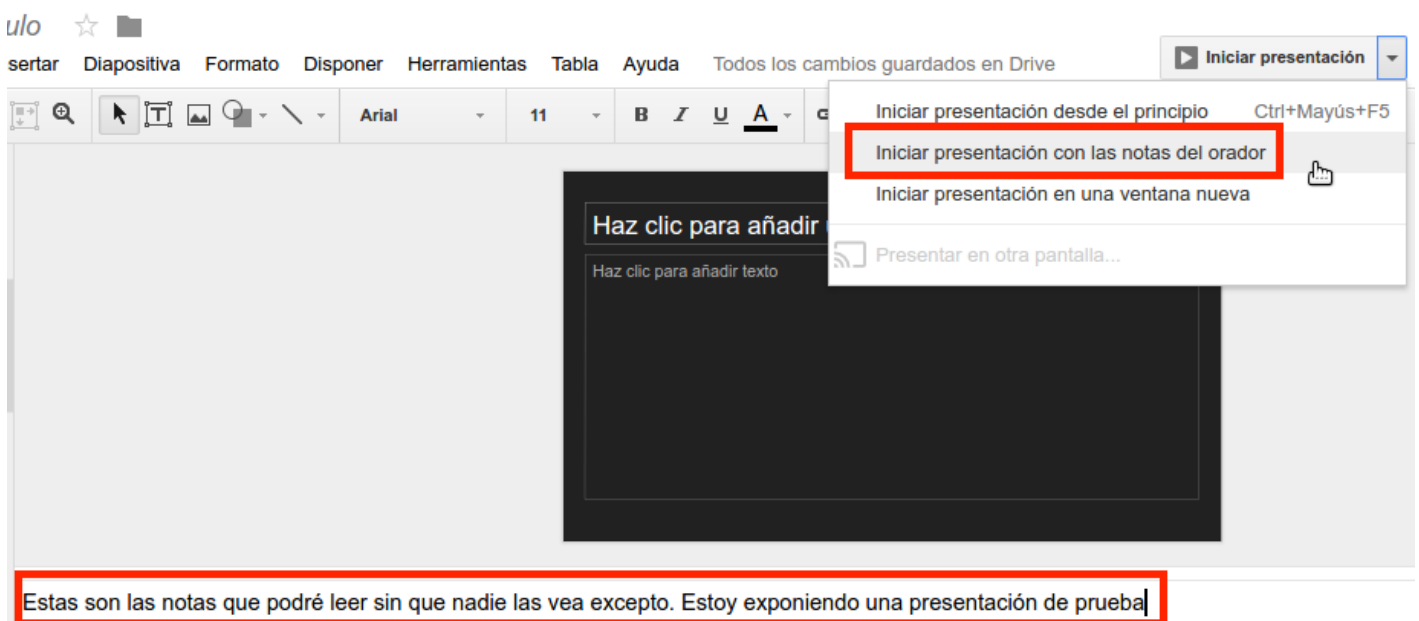 ulo
sertar Diapositiva Formato Disponer Herramientas Tabla Ayuda Todos los cambios guardados en Drive
Iniciar presentación
Arial 11 B I U A
Iniciar presentación desde el principio Ctrl+Mayús+F5
Iniciar presentación con las notas del orador
Iniciar presentación en una ventana nueva
Presentar en otra pantalla...
Haz clic para añadir
Haz clic para añadir texto
Estas son las notas que podré leer sin que nadie las vea excepto. Estoy exponiendo una presentación de prueba